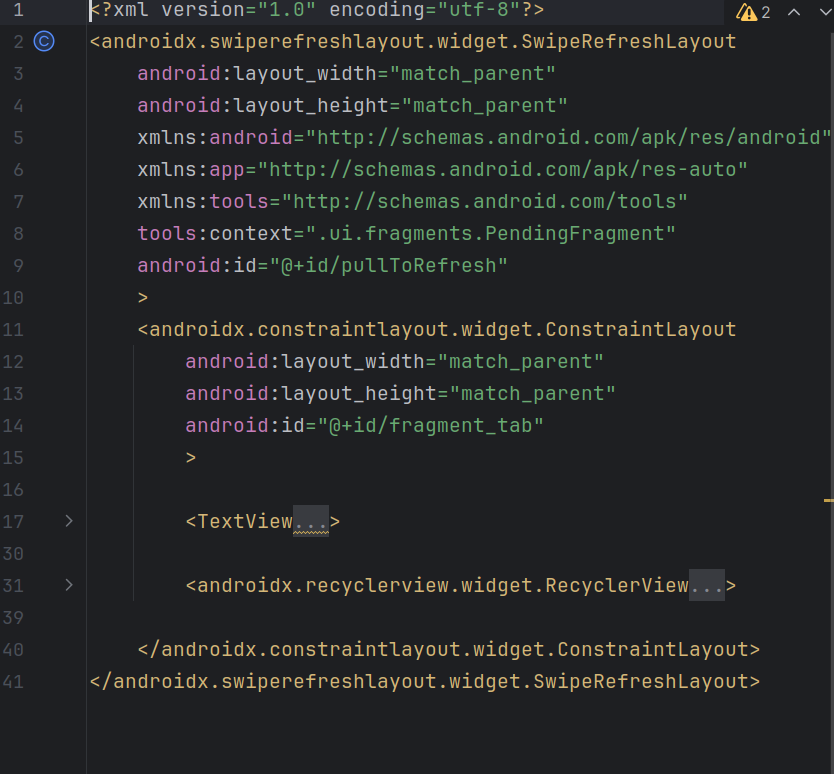 1 <?xml version="1.0" encoding="utf-8"?> 2
2 C <androidx.swiperefreshlayout.widget.SwipeRefreshLayout
3 android:layout_width="match_parent"
4 android:layout_height="match_parent"
5 xmlns:android="http://schemas.android.com/apk/res/android"
6 xmlns:app="http://schemas.android.com/apk/res-auto"
7 xmlns:tools="http://schemas.android.com/tools"
8 tools:context=".ui.fragments.PendingFragment"
9 android:id="@+id/pullToRefresh"
10 >
11 <androidx.constraintlayout.widget.ConstraintLayout
12 android:layout_width="match_parent"
13 android:layout_height="match_parent"
14 android:id="@+id/fragment_tab"
15 >
16
17 <TextView...>
30
31 <androidx.recyclerview.widget.RecyclerView...>
39
40 </androidx.constraintlayout.widget.ConstraintLayout>
41 </androidx.swiperefreshlayout.widget.SwipeRefreshLayout>